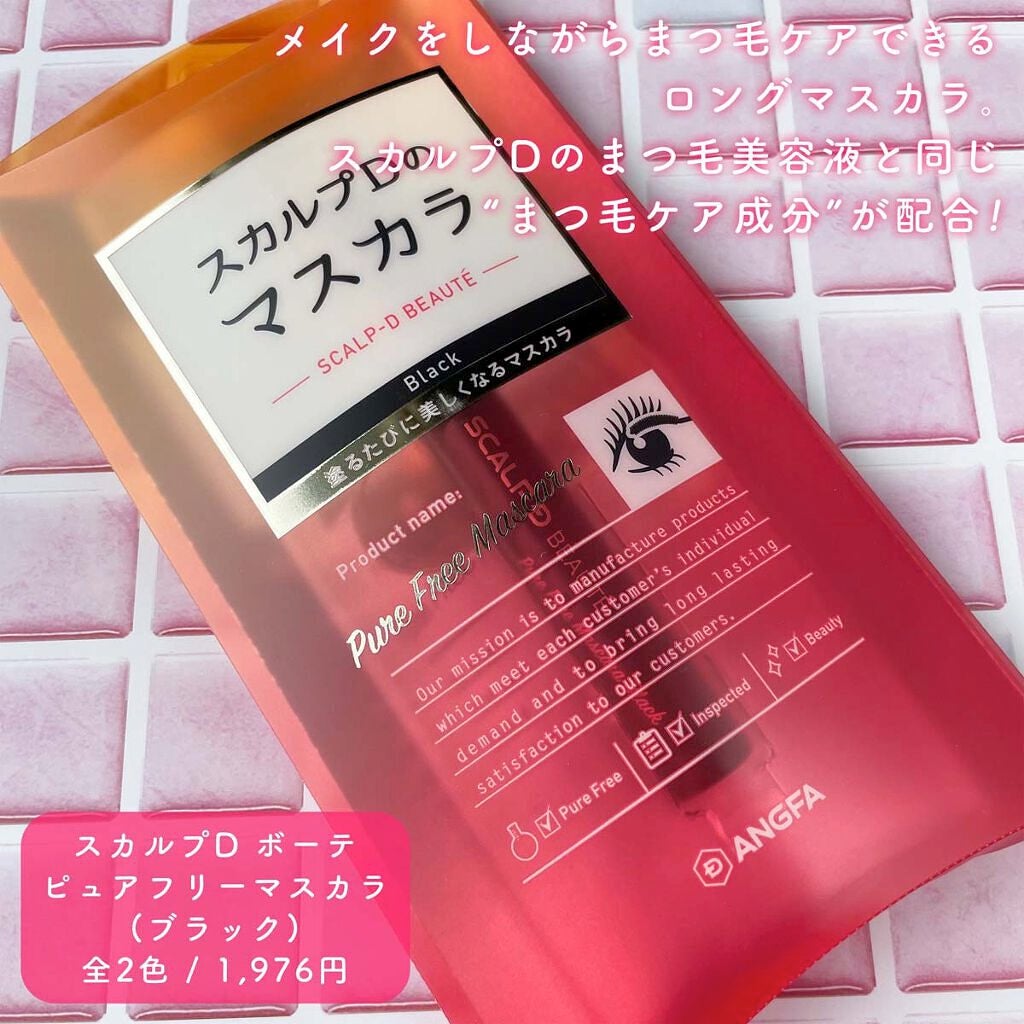 メイクをしながらまつ毛ケアできる
ロングマスカラ。
スカルプDのまつ毛美容液と同じ
“まつ毛ケア成分”が配合!
スカルプDの
マスカラ
SCALP-D BEAUTÉ
Black
塗るたびに美しくなるマスカラ
SCALP-D
Product name:
Pure Free Mascara
Our mission is to manufacture products
which meet each customer's individual
demand and to bring long lasting
satisfaction to our customers.
Pure Free
Inspected
Beauty
ANGFA
スカルプD ボーテ
ピュアフリーマスカラ
(ブラック)
全2色 / 1,976円